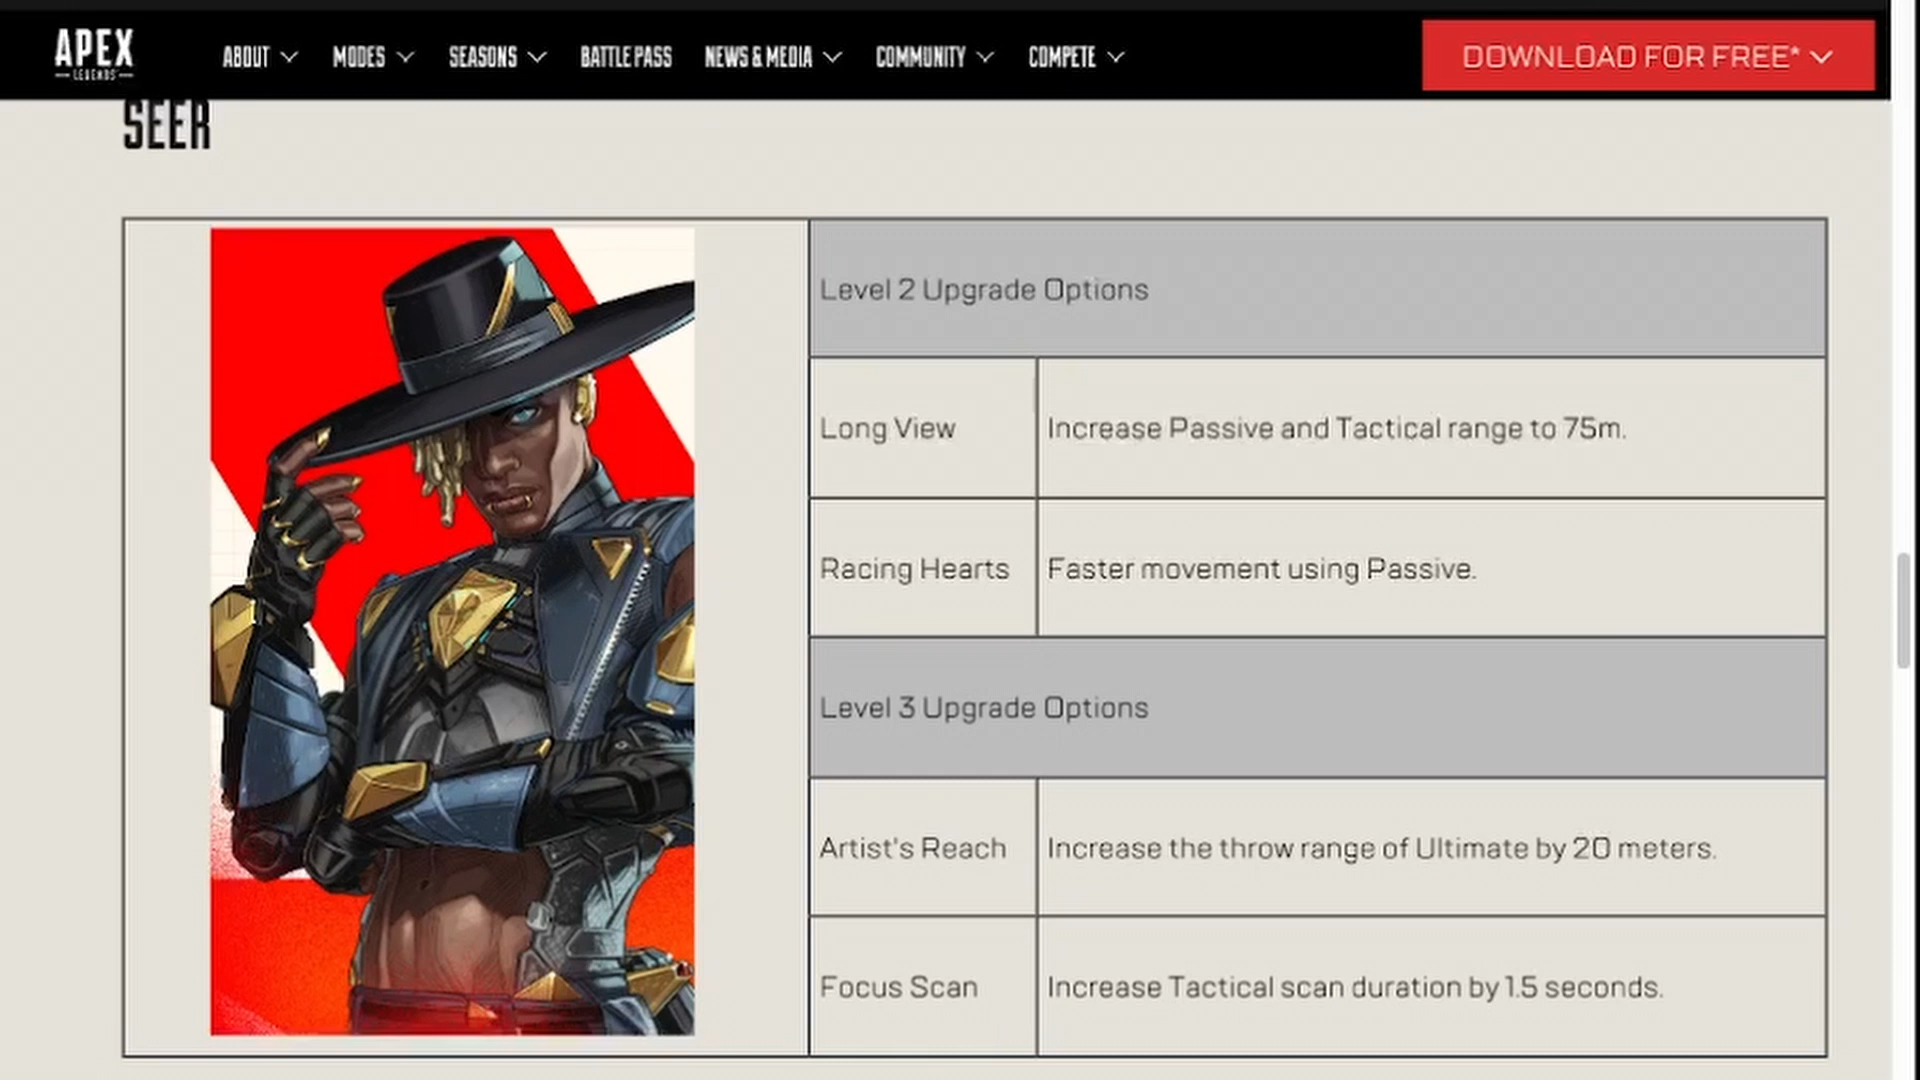 APEX
LEGENDS
ABOUT
MODES
SEASONS
BATTLE PASS
NEWS & MEDIA
COMMUNITY
COMPETE
DOWNLOAD FOR FREE*
SEER
Level 2 Upgrade Options
Long View
Increase Passive and Tactical range to 75m.
Racing Hearts
Faster movement using Passive.
Level 3 Upgrade Options
Artist's Reach
Increase the throw range of Ultimate by 20 meters.
Focus Scan
Increase Tactical scan duration by 1.5 seconds.